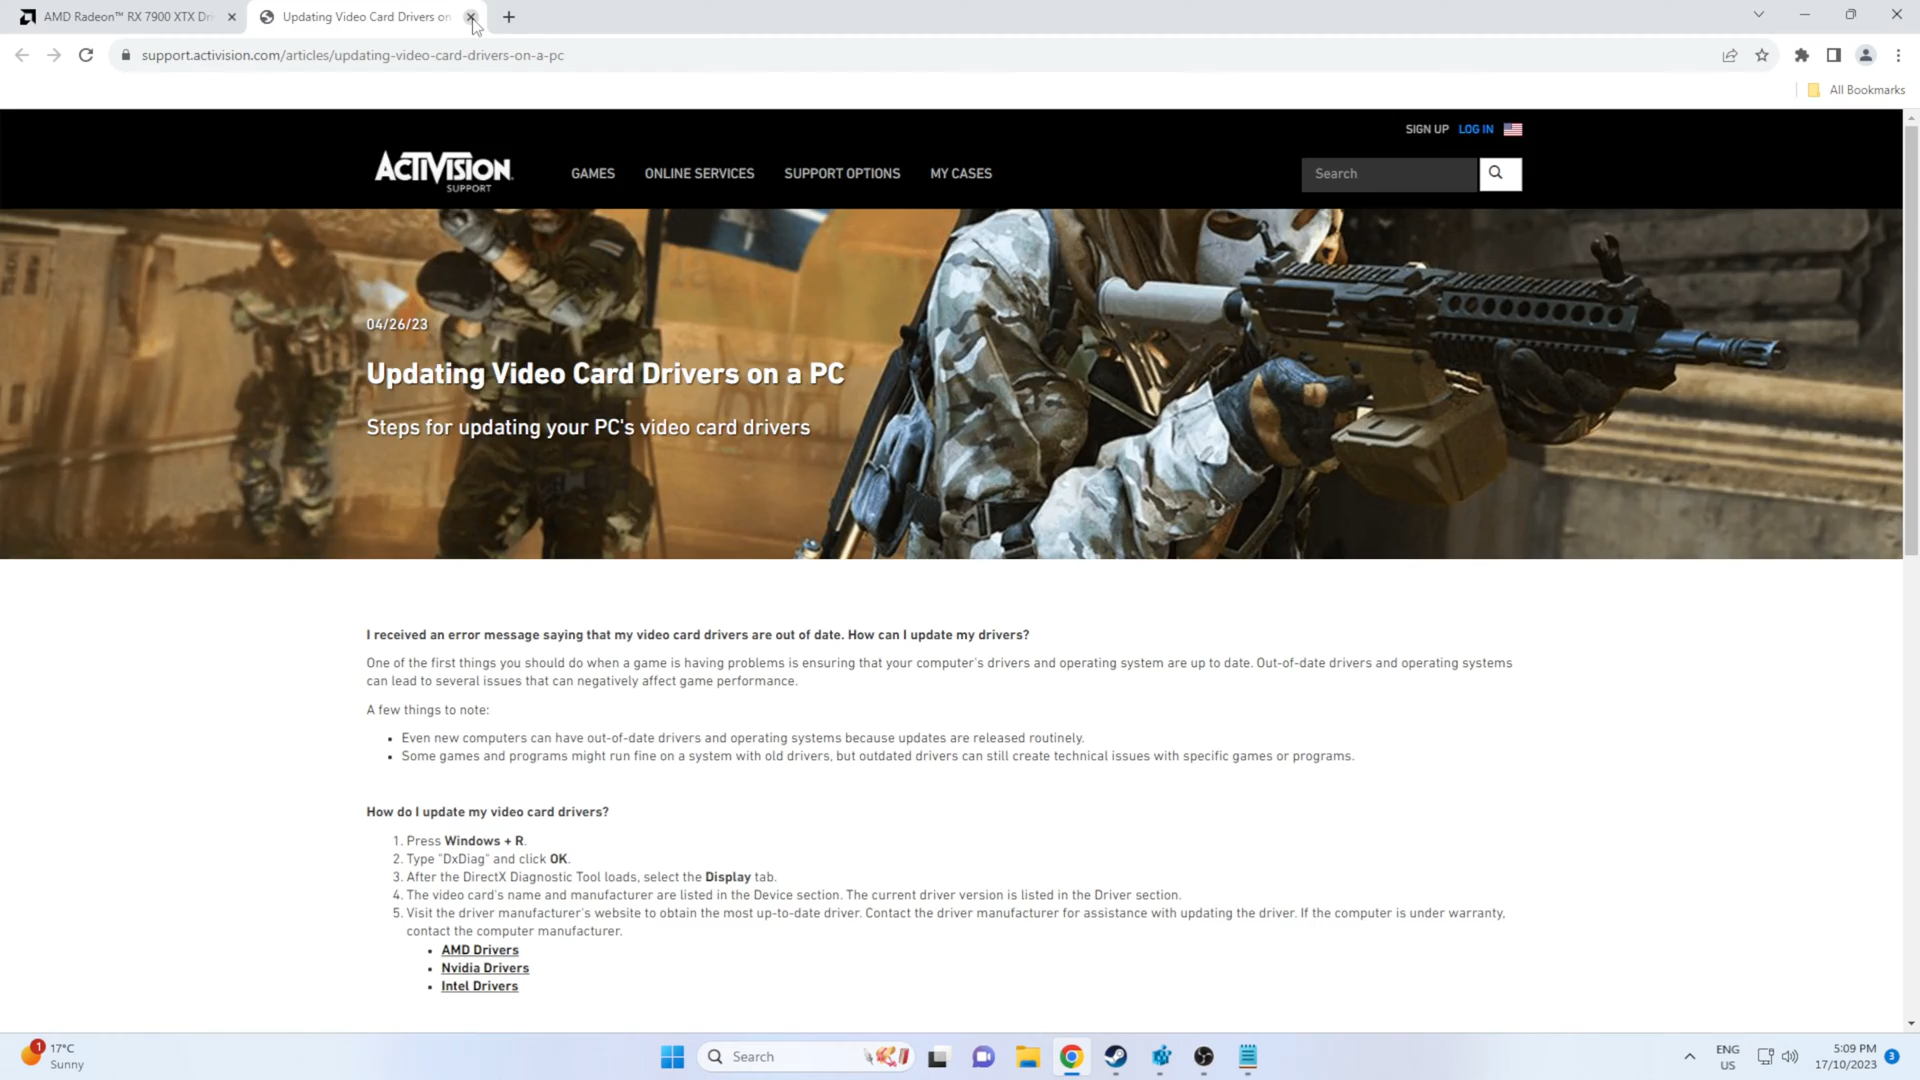 AMD Radeon™ RX 7900 XTX Dri
Updating Video Card Drivers on
support.activision.com/articles/updating-video-card-drivers-on-a-pc
All Bookmarks
SIGN UP LOG IN
ACTIVISION
SUPPORT
GAMES ONLINE SERVICES SUPPORT OPTIONS MY CASES
Search
04/26/23
Updating Video Card Drivers on a PC
Steps for updating your PC's video card drivers
I received an error message saying that my video card drivers are out of date. How can I update my drivers?
One of the first things you should do when a game is having problems is ensuring that your computer's drivers and operating system are up to date. Out-of-date drivers and operating systems
can lead to several issues that can negatively affect game performance.
A few things to note:
• Even new computers can have out-of-date drivers and operating systems because updates are released routinely.
• Some games and programs might run fine on a system with old drivers, but outdated drivers can still create technical issues with specific games or programs.
How do I update my video card drivers?
1. Press Windows + R.
2. Type "DxDiag" and click OK.
3. After the DirectX Diagnostic Tool loads, select the Display tab.
4. The video card's name and manufacturer are listed in the Device section. The current driver version is listed in the Driver section.
5. Visit the driver manufacturer's website to obtain the most up-to-date driver. Contact the driver manufacturer for assistance with updating the driver. If the computer is under warranty,
contact the computer manufacturer.
• AMD Drivers
• Nvidia Drivers
• Intel Drivers
1
17°C
Sunny
Search
ENG
US
5:09 PM
17/10/2023
3